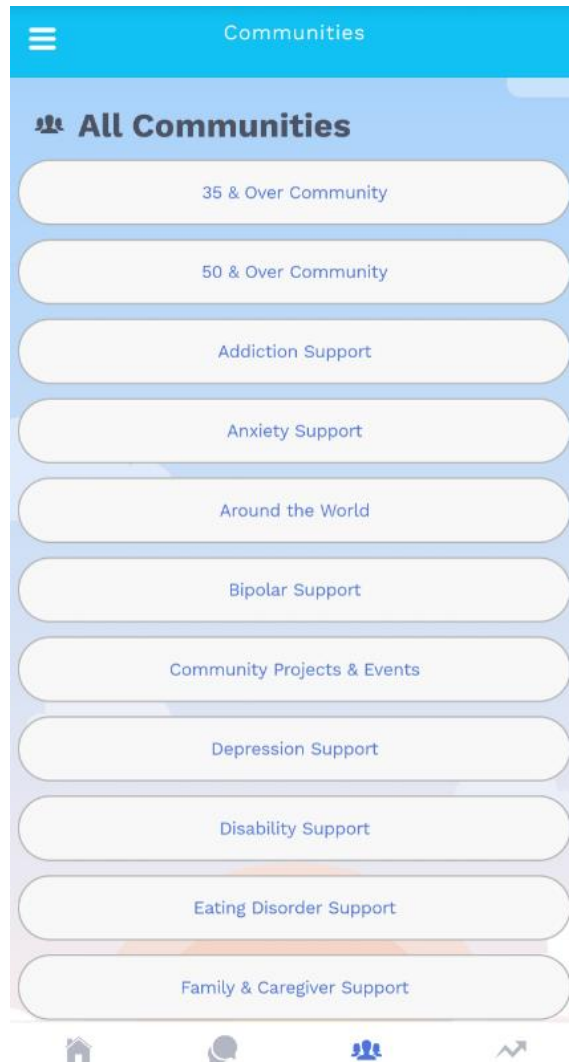 Communities
All Communities
35 & Over Community
50 & Over Community
Addiction Support
Anxiety Support
Around the World
Bipolar Support
Community Projects & Events
Depression Support
Disability Support
Eating Disorder Support
Family & Caregiver Support